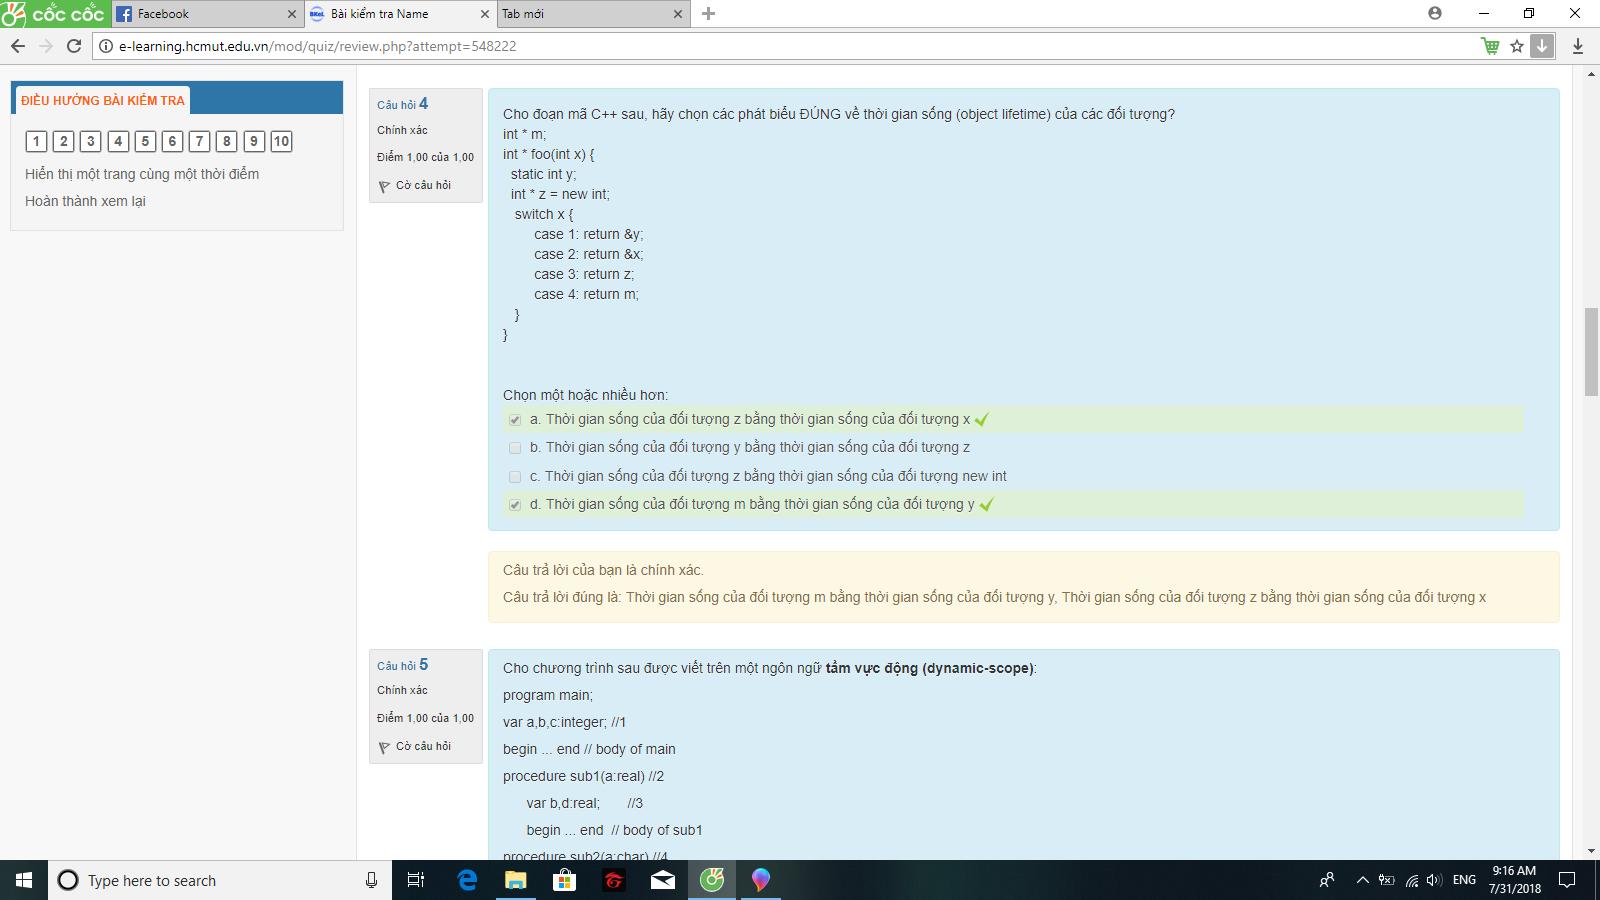 cốc cốc
Facebook
Bài kiểm tra Name
Tab mới
e-learning.hcmut.edu.vn/mod/quiz/review.php?attempt=548222
ĐIỀU HƯỚNG BÀI KIỂM TRA
1 2 3 4 5 6 7 8 9 10
Hiển thị một trang cùng một thời điểm
Hoàn thành xem lại
Câu hỏi 4
Chính xác
Điểm 1,00 của 1,00
Cờ câu hỏi
Cho đoạn mã C++ sau, hãy chọn các phát biểu ĐÚNG về thời gian sống (object lifetime) của các đối tượng?
int * m;
int * foo(int x) {
static int y;
int * z = new int;
switch x {
case 1: return &y;
case 2: return &x;
case 3: return z;
case 4: return m;
}
}
Chọn một hoặc nhiều hơn:
a. Thời gian sống của đối tượng z bằng thời gian sống của đối tượng x
b. Thời gian sống của đối tượng y bằng thời gian sống của đối tượng z
c. Thời gian sống của đối tượng z bằng thời gian sống của đối tượng new int
d. Thời gian sống của đối tượng m bằng thời gian sống của đối tượng y
Câu trả lời của bạn là chính xác.
Câu trả lời đúng là: Thời gian sống của đối tượng m bằng thời gian sống của đối tượng y, Thời gian sống của đối tượng z bằng thời gian sống của đối tượng x
Câu hỏi 5
Chính xác
Điểm 1,00 của 1,00
Cờ câu hỏi
Cho chương trình sau được viết trên một ngôn ngữ tầm vực động (dynamic-scope):
program main;
var a,b,c:integer; //1
begin ... end // body of main
procedure sub1(a:real) //2
var b,d:real; //3
begin ... end // body of sub1
procedure sub2(a:char) //4
Type here to search
ENG
9:16 AM
7/31/2018